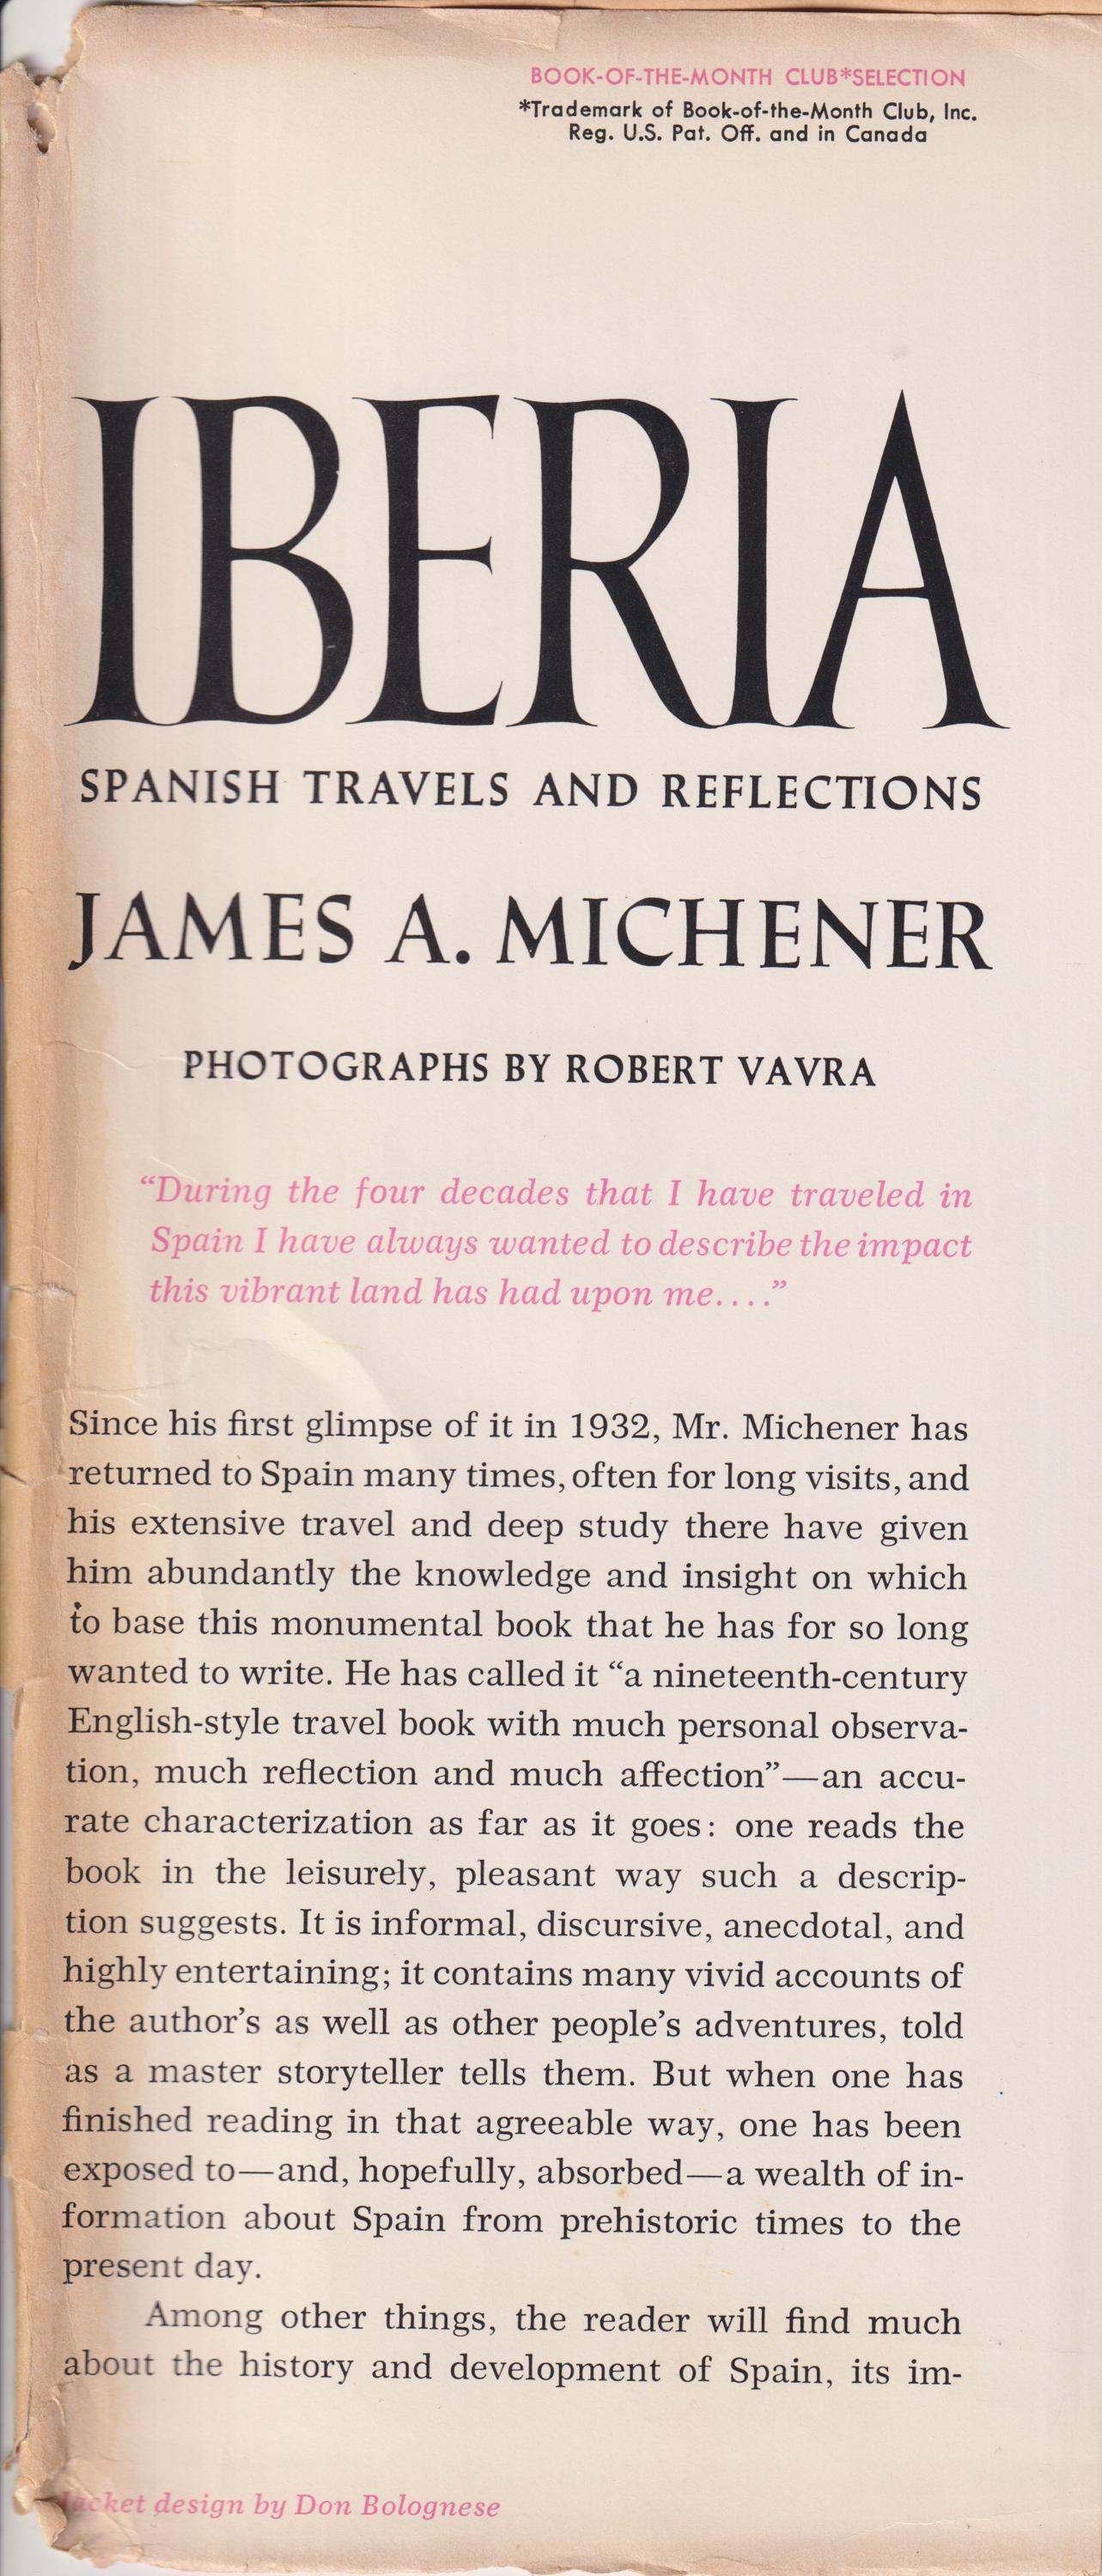 BOOK-OF-THE-MONTH CLUB*SELECTION
*Trademark of Book-of-the-Month Club, Inc.
Reg. U.S. Pat. Off. and in Canada
IBERIA
SPANISH TRAVELS AND REFLECTIONS
JAMES A. MICHENER
PHOTOGRAPHS BY ROBERT VAVRA
“During the four decades that I have traveled in
Spain I have always wanted to describe the impact
this vibrant land has had upon me....”
Since his first glimpse of it in 1932, Mr. Michener has
returned to Spain many times, often for long visits, and
his extensive travel and deep study there have given
him abundantly the knowledge and insight on which
to base this monumental book that he has for so long
wanted to write. He has called it “a nineteenth-century
English-style travel book with much personal observa-
tion, much reflection and much affection”—an accu-
rate characterization as far as it goes: one reads the
book in the leisurely, pleasant way such a descrip-
tion suggests. It is informal, discursive, anecdotal, and
highly entertaining; it contains many vivid accounts of
the author’s as well as other people’s adventures, told
as a master storyteller tells them. But when one has
finished reading in that agreeable way, one has been
exposed to—and, hopefully, absorbed—a wealth of in-
formation about Spain from prehistoric times to the
present day.
Among other things, the reader will find much
about the history and development of Spain, its im-
Jacket design by Don Bolognese